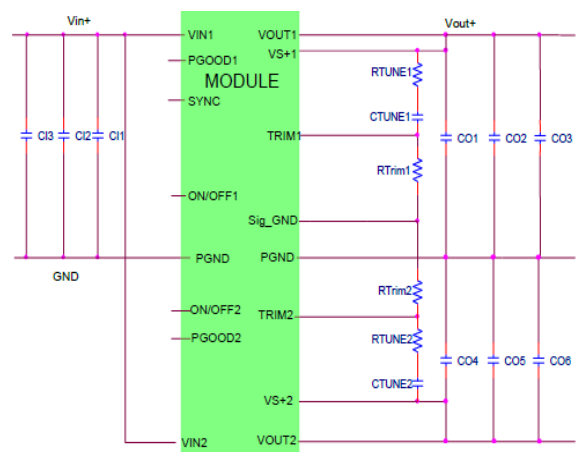 Vin+
Vout+
VIN1
VOUT1
VS+1
PGOOD1
MODULE
RTUNE1
SYNC
CTUNE1
CI3
CI2
CI1
TRIM1
CO1
CO2
CO3
RTrim1
ON/OFF1
Sig_GND
PGND
PGND
GND
RTrim2
ON/OFF2
TRIM2
PGOOD2
RTUNE2
CO4
CO5
CO6
CTUNE2
VS+2
VIN2
VOUT2